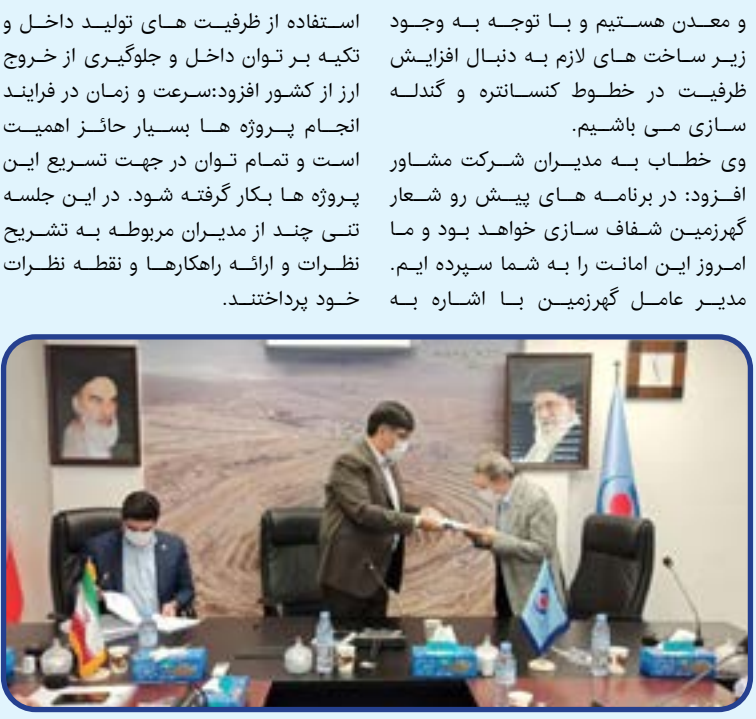 و معدن هستیم و با توجه به وجود
زیر ساخت های لازم به دنبال افزایش
ظرفیت در خطوط کنسانتره و گندله
سازی می باشیم.
وی خطاب به مدیران شرکت مشاور
افزود: در برنامه های پیش رو شعار
گهرزمین شفاف سازی خواهد بود و ما
امروز این امانت را به شما سپرده ایم.
مدیر عامل گهرزمین با اشاره به
استفاده از ظرفیت های تولید داخل و
تکیه بر توان داخل و جلوگیری از خروج
ارز از کشور افزود:سرعت و زمان در فرایند
انجام پروژه ها بسیار حائز اهمیت
است و تمام توان در جهت تسریع این
پروژه ها بکار گرفته شود. در این جلسه
تنی چند از مدیران مربوطه به تشریح
نظرات و ارائه راهکارها و نقطه نظرات
خود پرداختند.